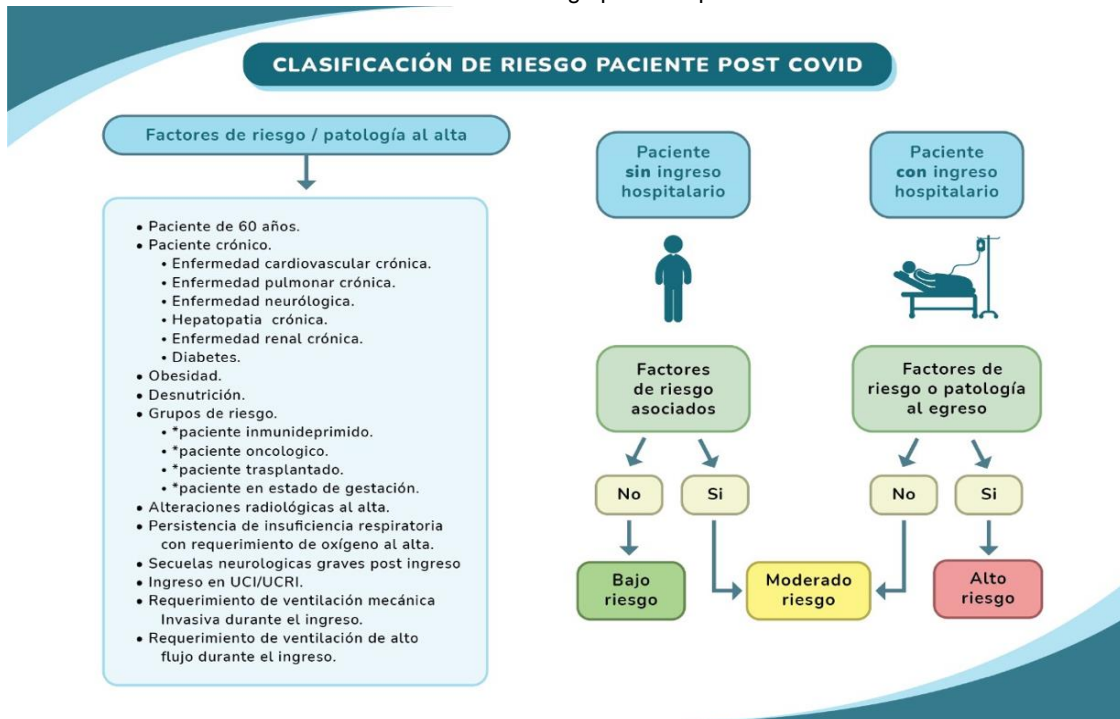 CLASIFICACIÓN DE RIESGO PACIENTE POST COVID
Factores de riesgo / patología al alta
• Paciente de 60 años.
• Paciente crónico.
• Enfermedad cardiovascular crónica.
• Enfermedad pulmonar crónica.
• Enfermedad neurólogica.
• Hepatopatia crónica.
• Enfermedad renal crónica.
• Diabetes.
• Obesidad.
• Desnutrición.
• Grupos de riesgo.
• *paciente inmunideprimido.
• *paciente oncologico.
• *paciente trasplantado.
• *paciente en estado de gestación.
• Alteraciones radiológicas al alta.
• Persistencia de insuficiencia respiratoria
con requerimiento de oxígeno al alta.
• Secuelas neurologicas graves post ingreso
• Ingreso en UCI/UCRI.
• Requerimiento de ventilación mecánica
Invasiva durante el ingreso.
• Requerimiento de ventilación de alto
flujo durante el ingreso.
Paciente
sin ingreso
hospitalario
Factores
de riesgo
asociados
No
Si
Bajo
riesgo
Moderado
riesgo
Paciente
con ingreso
hospitalario
Factores de
riesgo o patología
al egreso
No
Si
Alto
riesgo